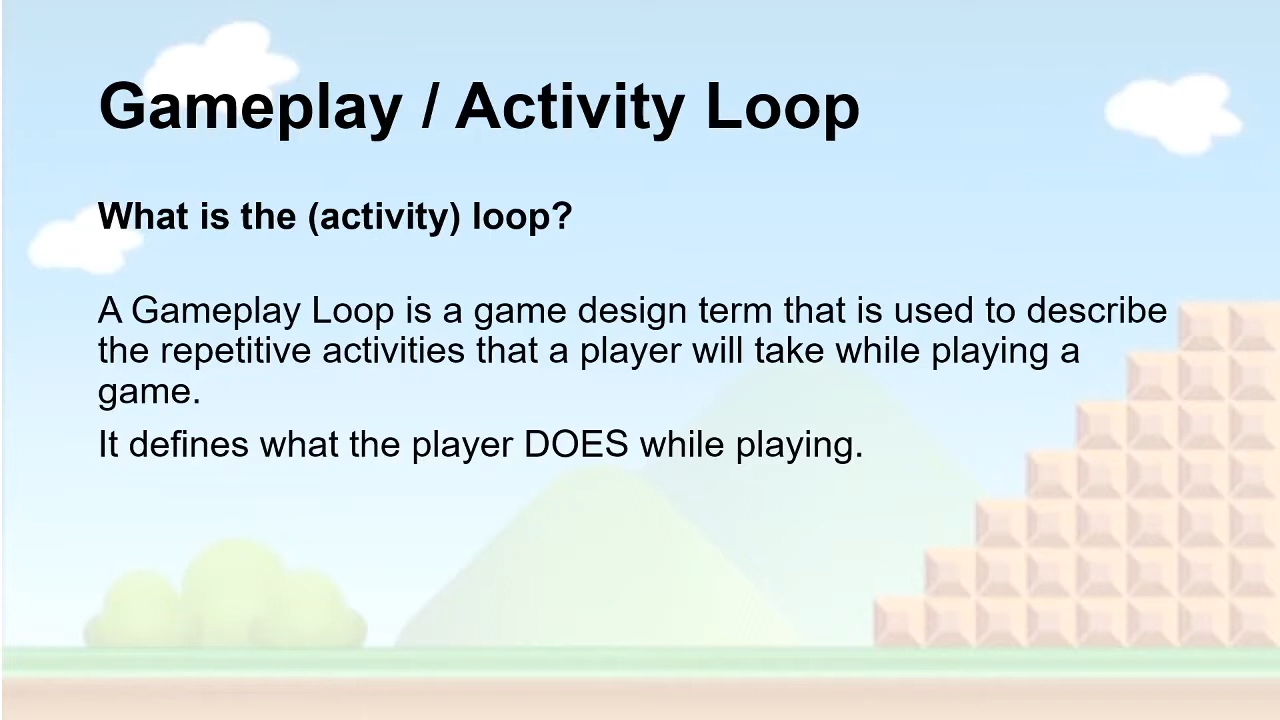 Gameplay / Activity Loop
What is the (activity) loop?
A Gameplay Loop is a game design term that is used to describe
the repetitive activities that a player will take while playing a
game.
It defines what the player DOES while playing.